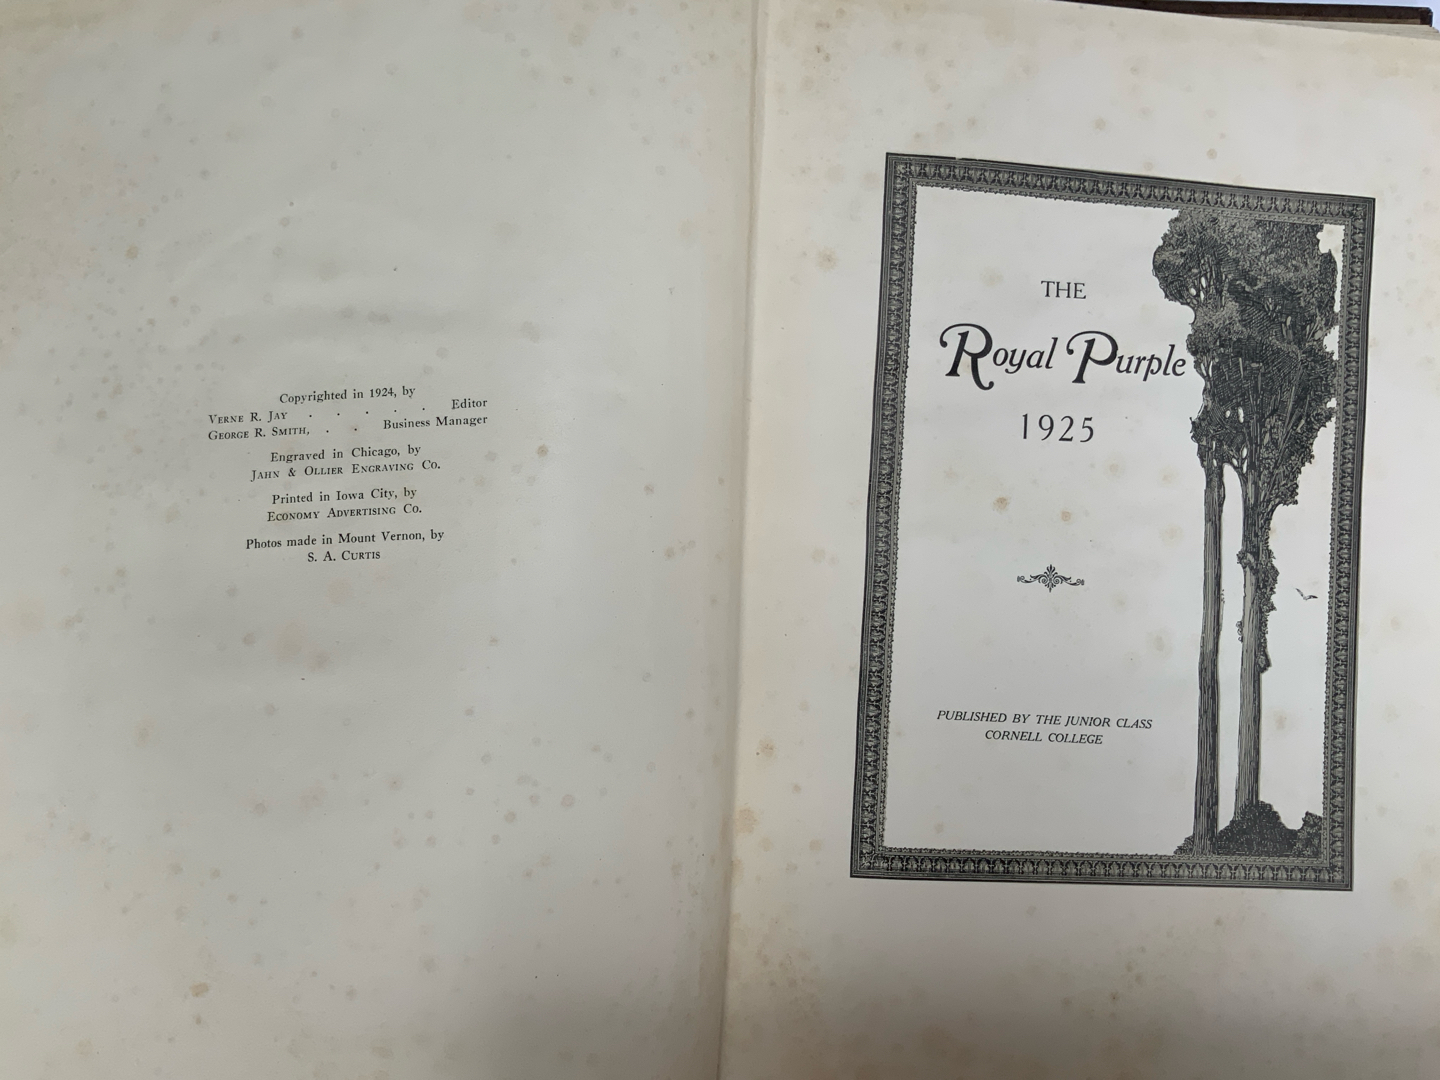 Copyrighted in 1924, by
VERNE R. JAY . . . . . Editor
GEORGE R. SMITH, . . Business Manager
Engraved in Chicago, by
JAHN & OLLIER ENGRAVING CO.
Printed in Iowa City, by
ECONOMY ADVERTISING CO.
Photos made in Mount Vernon, by
S. A. CURTIS
THE
Royal Purple
1925
PUBLISHED BY THE JUNIOR CLASS
CORNELL COLLEGE